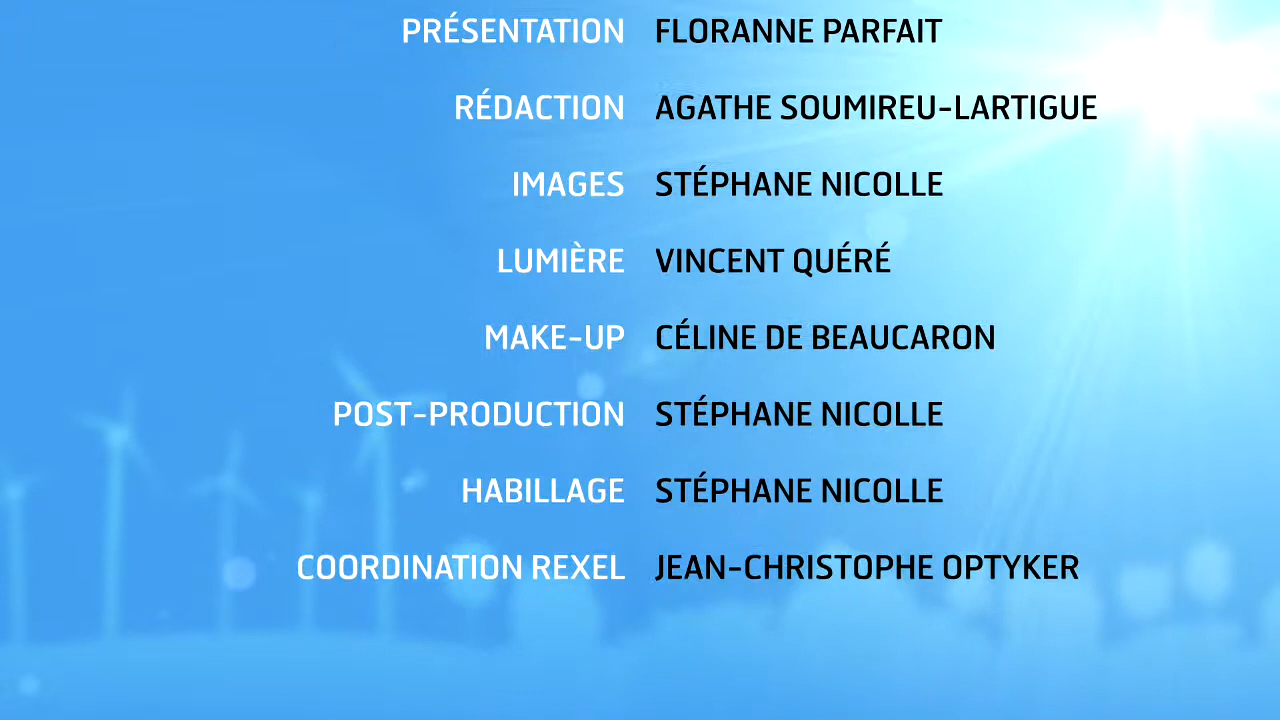 PRÉSENTATION FLORANNE PARFAIT
RÉDACTION AGATHE SOUMIREU-LARTIGUE
IMAGES STÉPHANE NICOLLE
LUMIÈRE VINCENT QUÉRÉ
MAKE-UP CÉLINE DE BEAUCARON
POST-PRODUCTION STÉPHANE NICOLLE
HABILLAGE STÉPHANE NICOLLE
COORDINATION REXEL JEAN-CHRISTOPHE OPTYKER